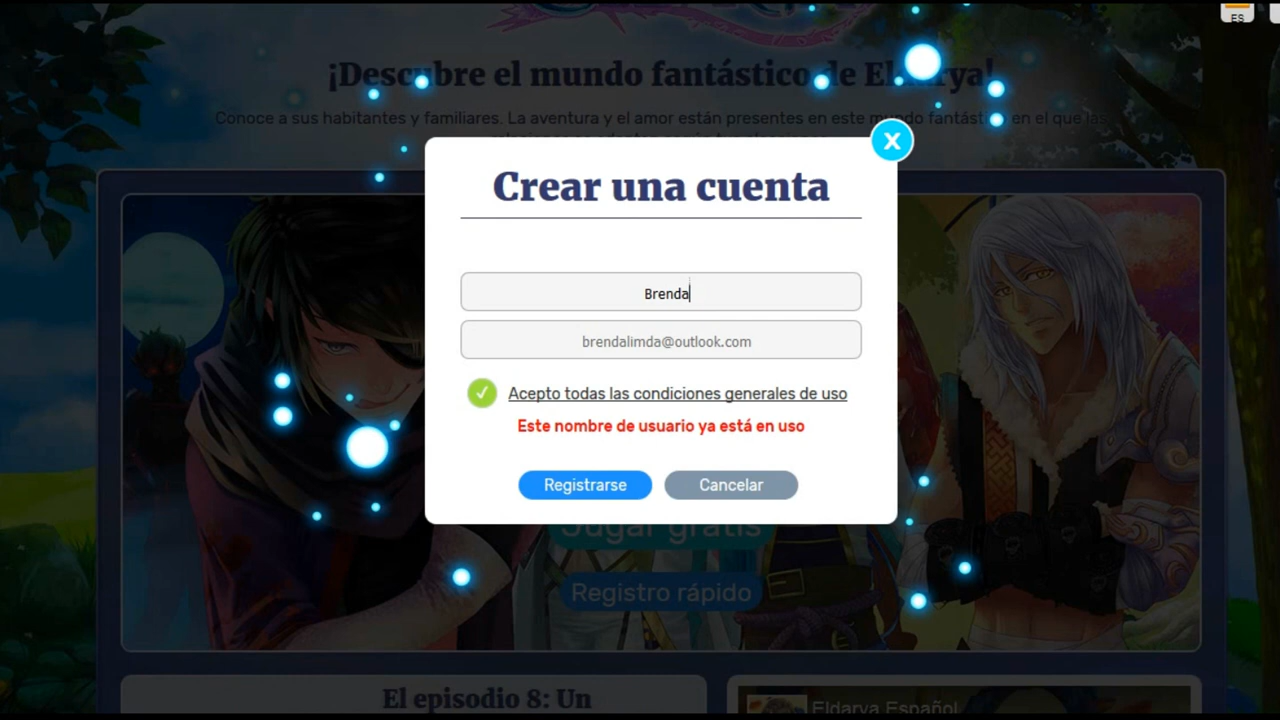 ES
¡Descubre el mundo fantástico de Eldarya!
Conoce a sus habitantes y familiares. La aventura y el amor están presentes en este mundo fantástico en el que las
x
Crear una cuenta
Brenda
brendalimda@outlook.com
Acepto todas las condiciones generales de uso
Este nombre de usuario ya está en uso
Registrarse Cancelar
Jugar gratis
Registro rápido
El episodio 8: Un
Eldarya Español